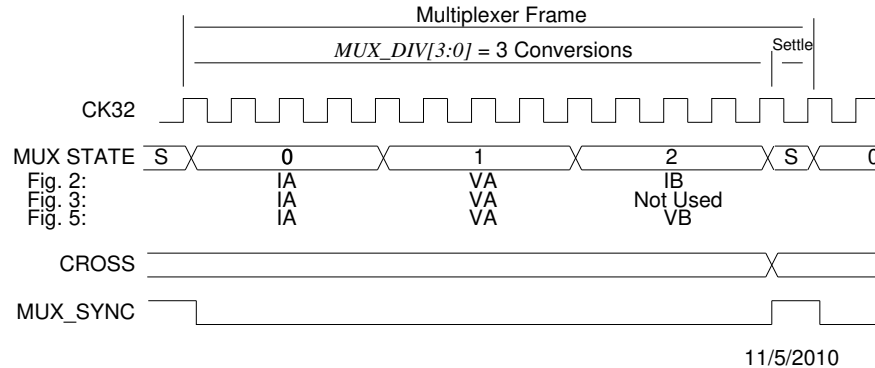 Multiplexer Frame
MUX_DIV[3:0] = 3 Conversions
Settle
CK32
MUX STATE S 0 1 2 S 0
Fig. 2: IA VA IB
Fig. 3: IA VA Not Used
Fig. 5: IA VA VB
CROSS
MUX_SYNC
11/5/2010